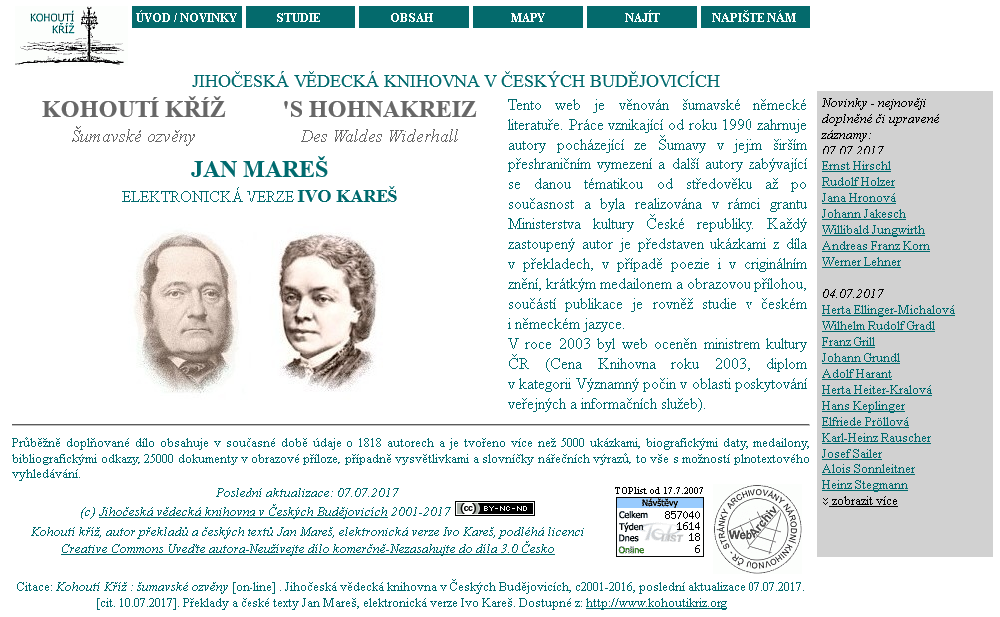 KOHOUTÍ
KŘÍŽ
ÚVOD / NOVINKY
STUDIE
OBSAH
MAPY
NAJÍT
NAPIŠTE NÁM
JIHOČESKÁ VĚDECKÁ KNIHOVNA V ČESKÝCH BUDĚJOVICÍCH
KOHOUTÍ KŘÍŽ
'S HOHNAKREIZ
Šumavské ozvěny
Des Waldes Widerhall
JAN MAREŠ
ELEKTRONICKÁ VERZE IVO KAREŠ
Tento web je věnován šumavské německé
literatuře. Práce vznikající od roku 1990 zahrnuje
autory pocházející ze Šumavy v jejím širším
přeshraničním vymezení a další autory zabývající
se danou tématikou od středověku až po
současnost a byla realizována v rámci grantu
Ministerstva kultury České republiky. Každý
zastoupený autor je představen ukázkami z díla
v překladech, v případě poezie i v originálním
znění, krátkým medailonem a obrazovou přílohou,
součástí publikace je rovněž studie v českém
i německém jazyce.
V roce 2003 byl web oceněn ministrem kultury
ČR (Cena Knihovna roku 2003, diplom
v kategorii Významný počin v oblasti poskytování
veřejných a informačních služeb).
Novinky - nejnověji
doplněné či upravené
záznamy:
07.07.2017
Ernst Hirschl
Rudolf Holzer
Jana Hronová
Johann Jakesch
Willibald Jungwirth
Andreas Franz Korn
Werner Lehner
04.07.2017
Herta Ellinger-Michalová
Wilhelm Rudolf Gradl
Franz Grill
Johann Grundl
Adolf Harant
Herta Heiter-Kralová
Hans Keplinger
Elfriede Pröllová
Karl-Heinz Rauscher
Josef Sailer
Alois Sonnleitner
Heinz Stegmann
zobrazit více
Průběžně doplňované dílo obsahuje v současné době údaje o 1818 autorech a je tvořeno více než 5000 ukázkami, biografickými daty, medailony,
bibliografickými odkazy, 25000 dokumenty v obrazové příloze, případně vysvětlivkami a slovníčky nářečních výrazů, to vše s možností plnotextového
vyhledávání.
Poslední aktualizace: 07.07.2017
(c) Jihočeská vědecká knihovna v Českých Budějovicích 2001-2017 (cc) BY-NC-ND
Kohoutí kříž, autor překladů a českých textů Jan Mareš, elektronická verze Ivo Kareš, podléhá licenci
Creative Commons Uveďte autora-Neužívejte dílo komerčně-Nezasahujte do díla 3.0 Česko
TOPlist od 17.7.2007
Návštěvy
Celkem 857040
Týden 1614
Dnes 18
Online 6
TOPLIST
STRÁNKY ARCHIVOVÁNY NÁRODNÍ KNIHOVNOU ČR
WebArchiv
Citace: Kohoutí Kříž : šumavské ozvěny [on-line] . Jihočeská vědecká knihovna v Českých Budějovicích, c2001-2016, poslední aktualizace 07.07.2017.
[cit. 10.07.2017]. Překlady a české texty Jan Mareš, elektronická verze Ivo Kareš. Dostupné z: http://www.kohoutikriz.org